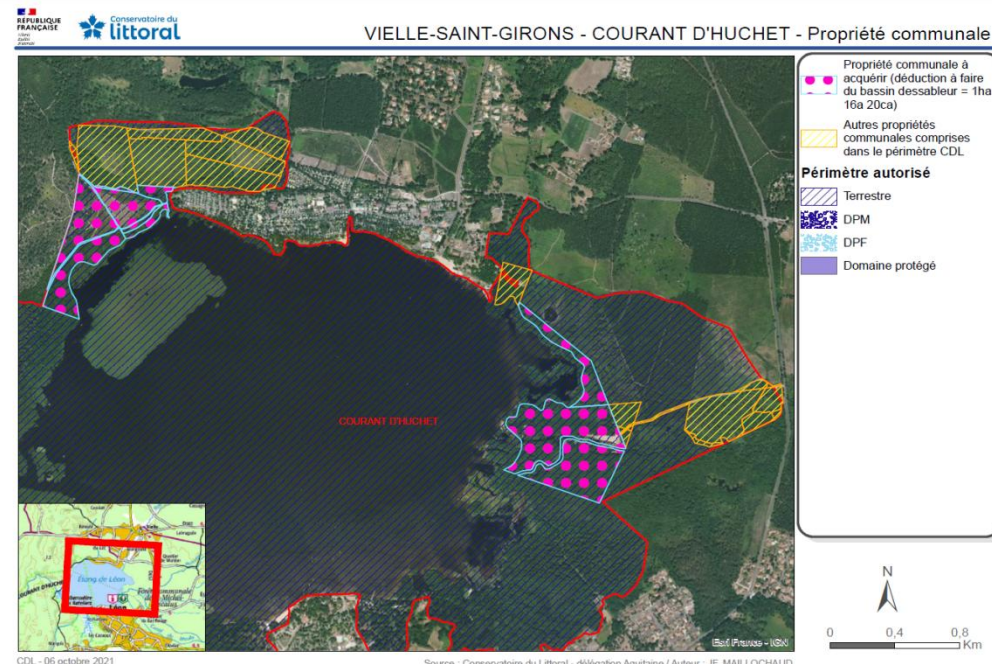 RÉPUBLIQUE
FRANÇAISE
Conservatoire du
littoral
VIELLE-SAINT-GIRONS - COURANT D'HUCHET - Propriété communale
Propriété communale à
acquérir (déduction à faire
du bassin dessableur = 1ha
16a 20ca)
Autres propriétés
communales comprises
dans le périmètre CDL
Périmètre autorisé
Terrestre
DPM
DPF
Domaine protégé
COURANT D'HUCHET
Etang de Léon
Léon
Esri France - IGN
N
0 0,4 0,8
Km
CDL - 06 octobre 2021
Source : Conservatoire du Littoral - délégation Aquitaine / Auteur : JF. MAILLOCHAUD